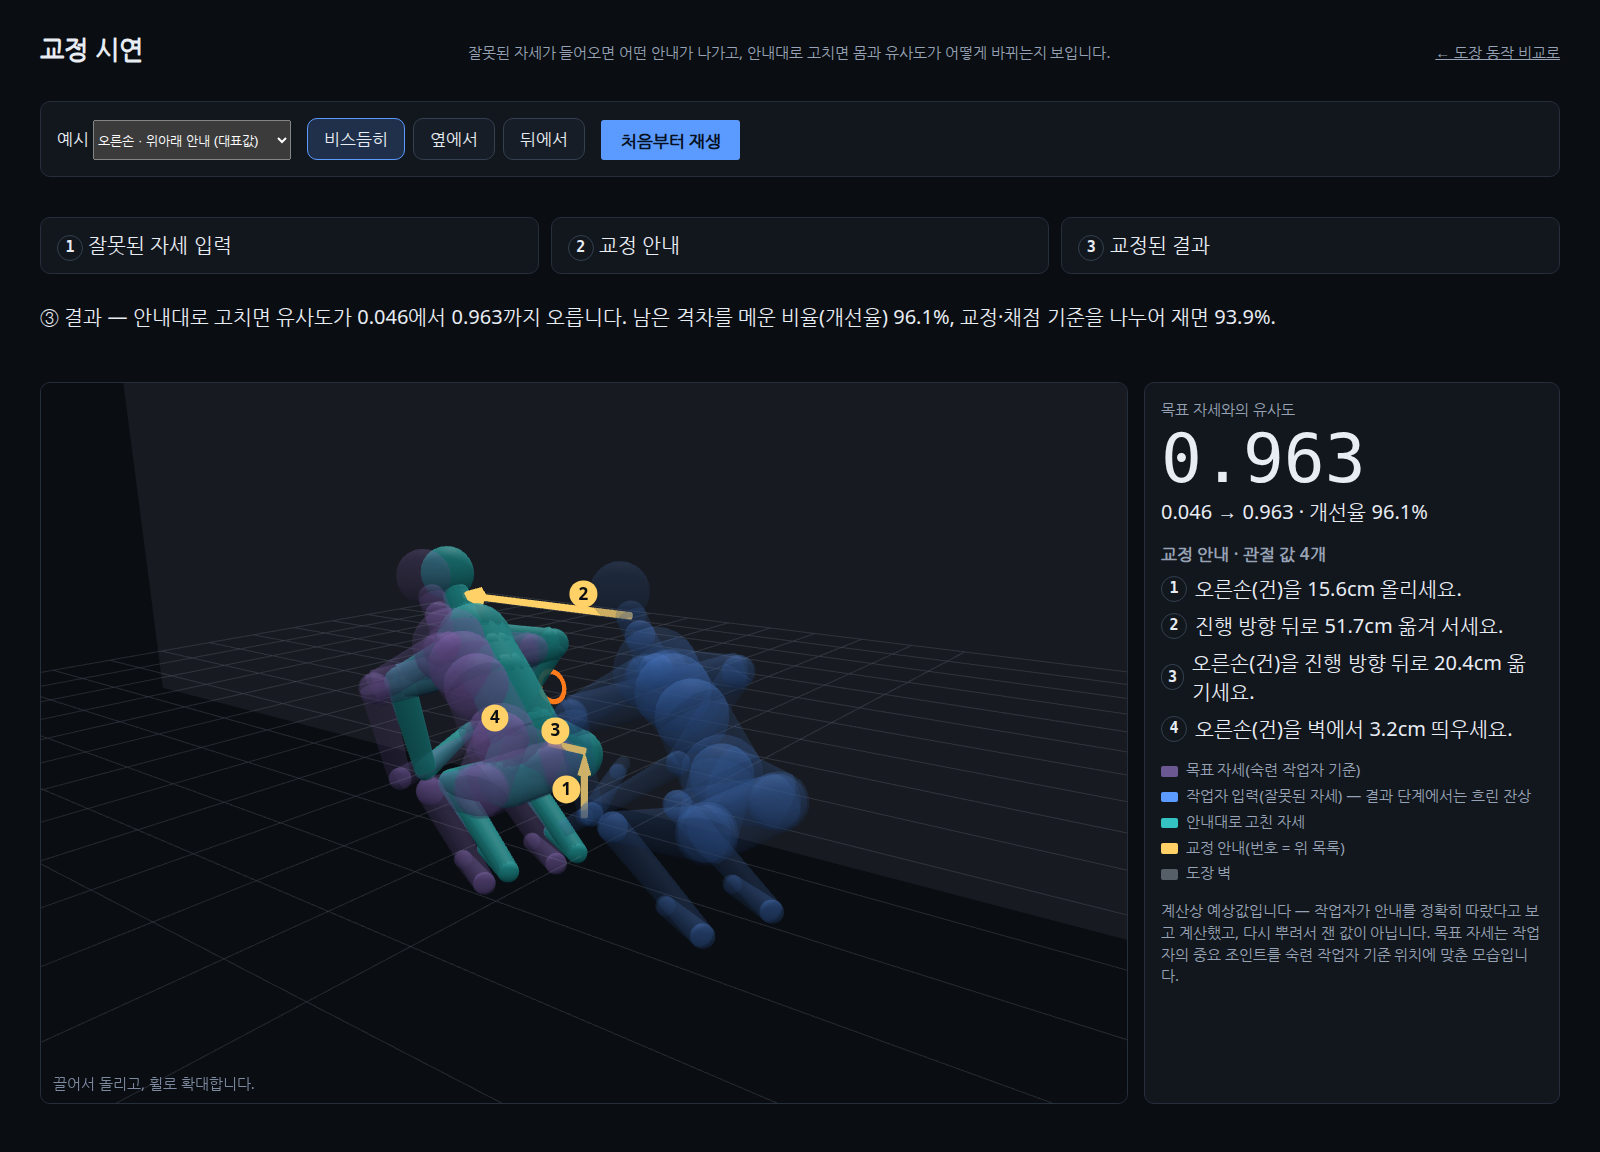 교정 시연
잘못된 자세가 들어오면 어떤 안내가 나가고, 안내대로 고치면 몸과 유사도가 어떻게 바뀌는지 보입니다.
← 도장 동작 비교로
예시 오른손 · 위아래 안내 (대표값) 비스듬히 옆에서 뒤에서 처음부터 재생
1 잘못된 자세 입력
2 교정 안내
3 교정된 결과
③ 결과 — 안내대로 고치면 유사도가 0.046에서 0.963까지 오릅니다. 남은 격차를 메운 비율(개선율) 96.1%, 교정·채점 기준을 나누어 재면 93.9%.
2
4
3
1
끌어서 돌리고, 휠로 확대합니다.
목표 자세와의 유사도
0.963
0.046 → 0.963 · 개선율 96.1%
교정 안내 · 관절 값 4개
1 오른손(건)을 15.6cm 올리세요.
2 진행 방향 뒤로 51.7cm 옮겨 서세요.
3 오른손(건)을 진행 방향 뒤로 20.4cm 옮
기세요.
4 오른손(건)을 벽에서 3.2cm 띄우세요.
목표 자세(숙련 작업자 기준)
작업자 입력(잘못된 자세) — 결과 단계에서는 흐린 잔상
안내대로 고친 자세
교정 안내(번호 = 위 목록)
도장 벽
계산상 예상값입니다 — 작업자가 안내를 정확히 따랐다고 보
고 계산했고, 다시 뿌려서 잰 값이 아닙니다. 목표 자세는 작업
자의 중요 조인트를 숙련 작업자 기준 위치에 맞춘 모습입니
다.